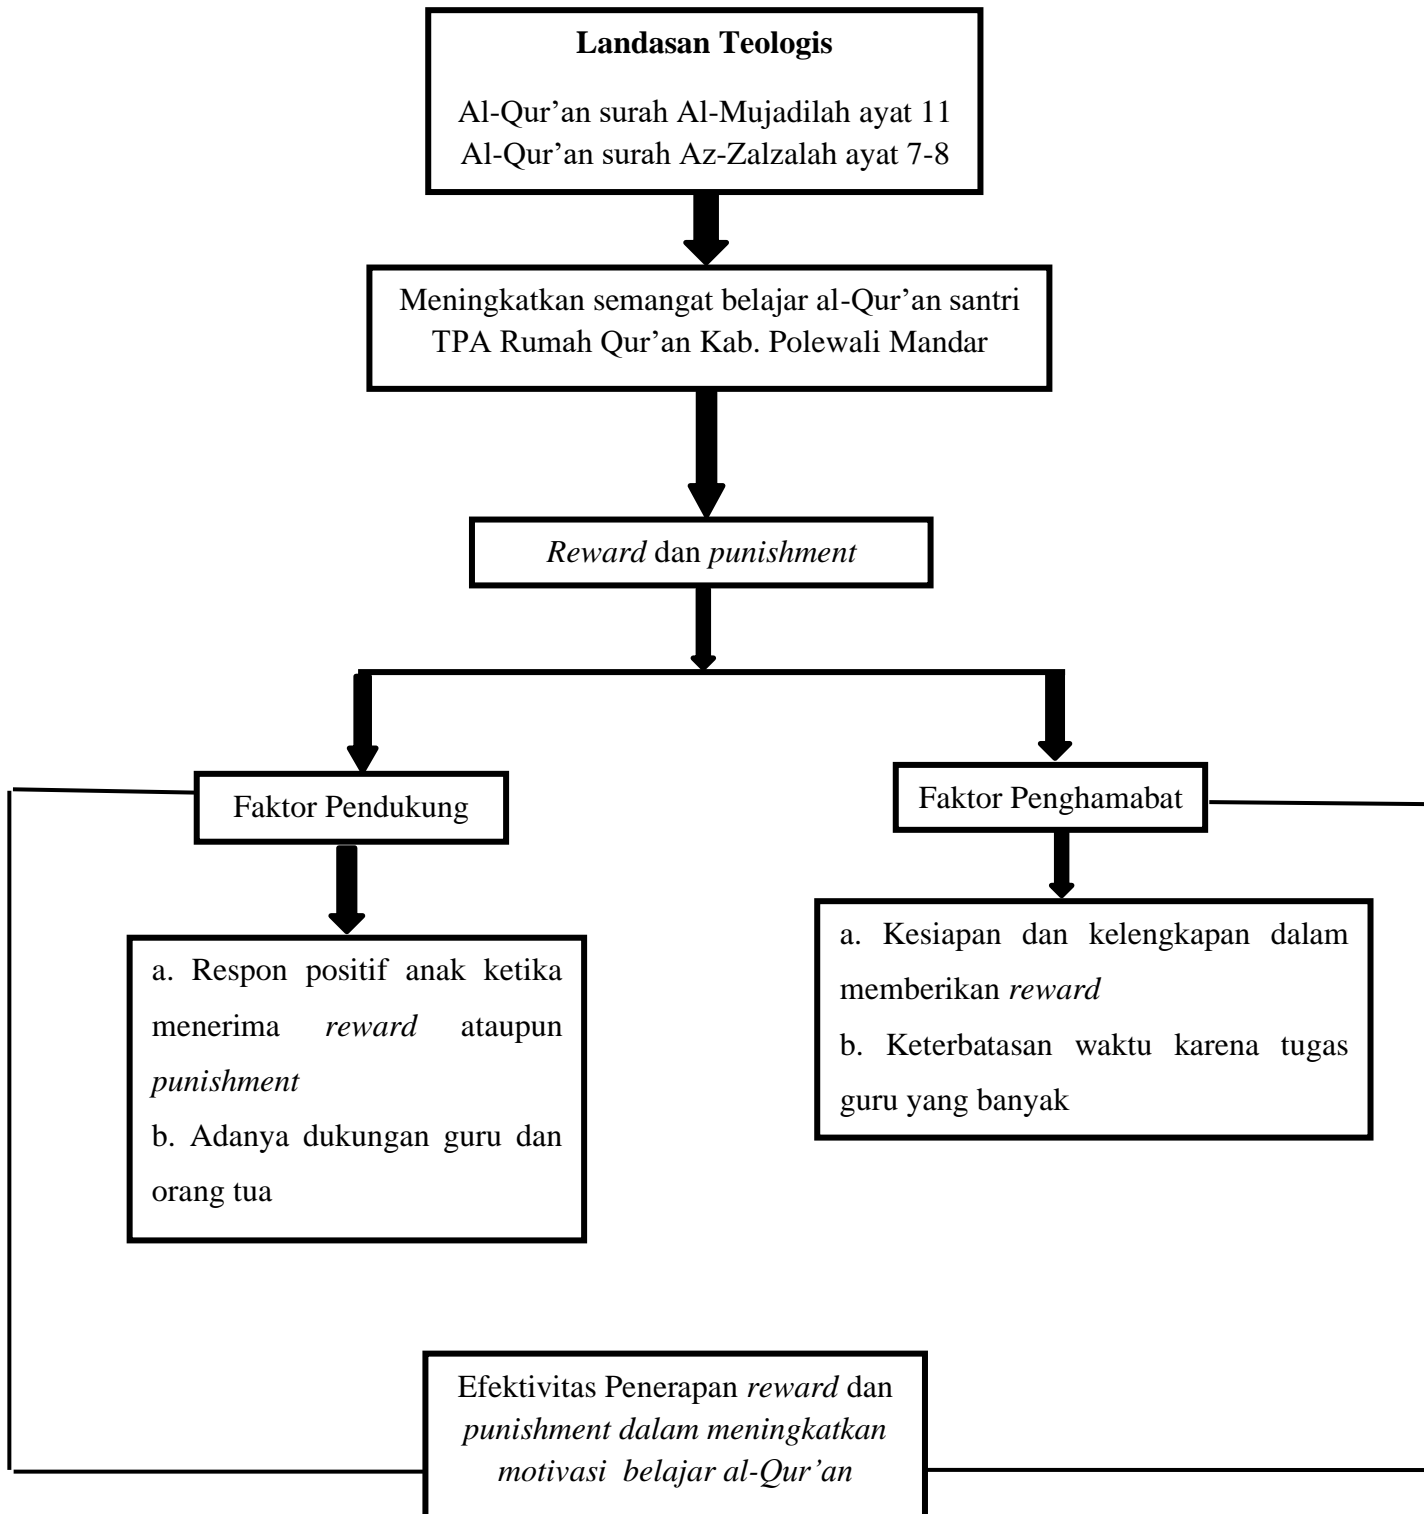 Landasan Teologis
Al-Qur’an surah Al-Mujadilah ayat 11
Al-Qur’an surah Az-Zalzalah ayat 7-8
Meningkatkan semangat belajar al-Qur’an santri
TPA Rumah Qur’an Kab. Polewali Mandar
Reward dan punishment
Faktor Pendukung
Faktor Penghamabat
a. Respon positif anak ketika
menerima reward ataupun
punishment
b. Adanya dukungan guru dan
orang tua
a. Kesiapan dan kelengkapan dalam
memberikan reward
b. Keterbatasan waktu karena tugas
guru yang banyak
Efektivitas Penerapan reward dan
punishment dalam meningkatkan
motivasi belajar al-Qur’an